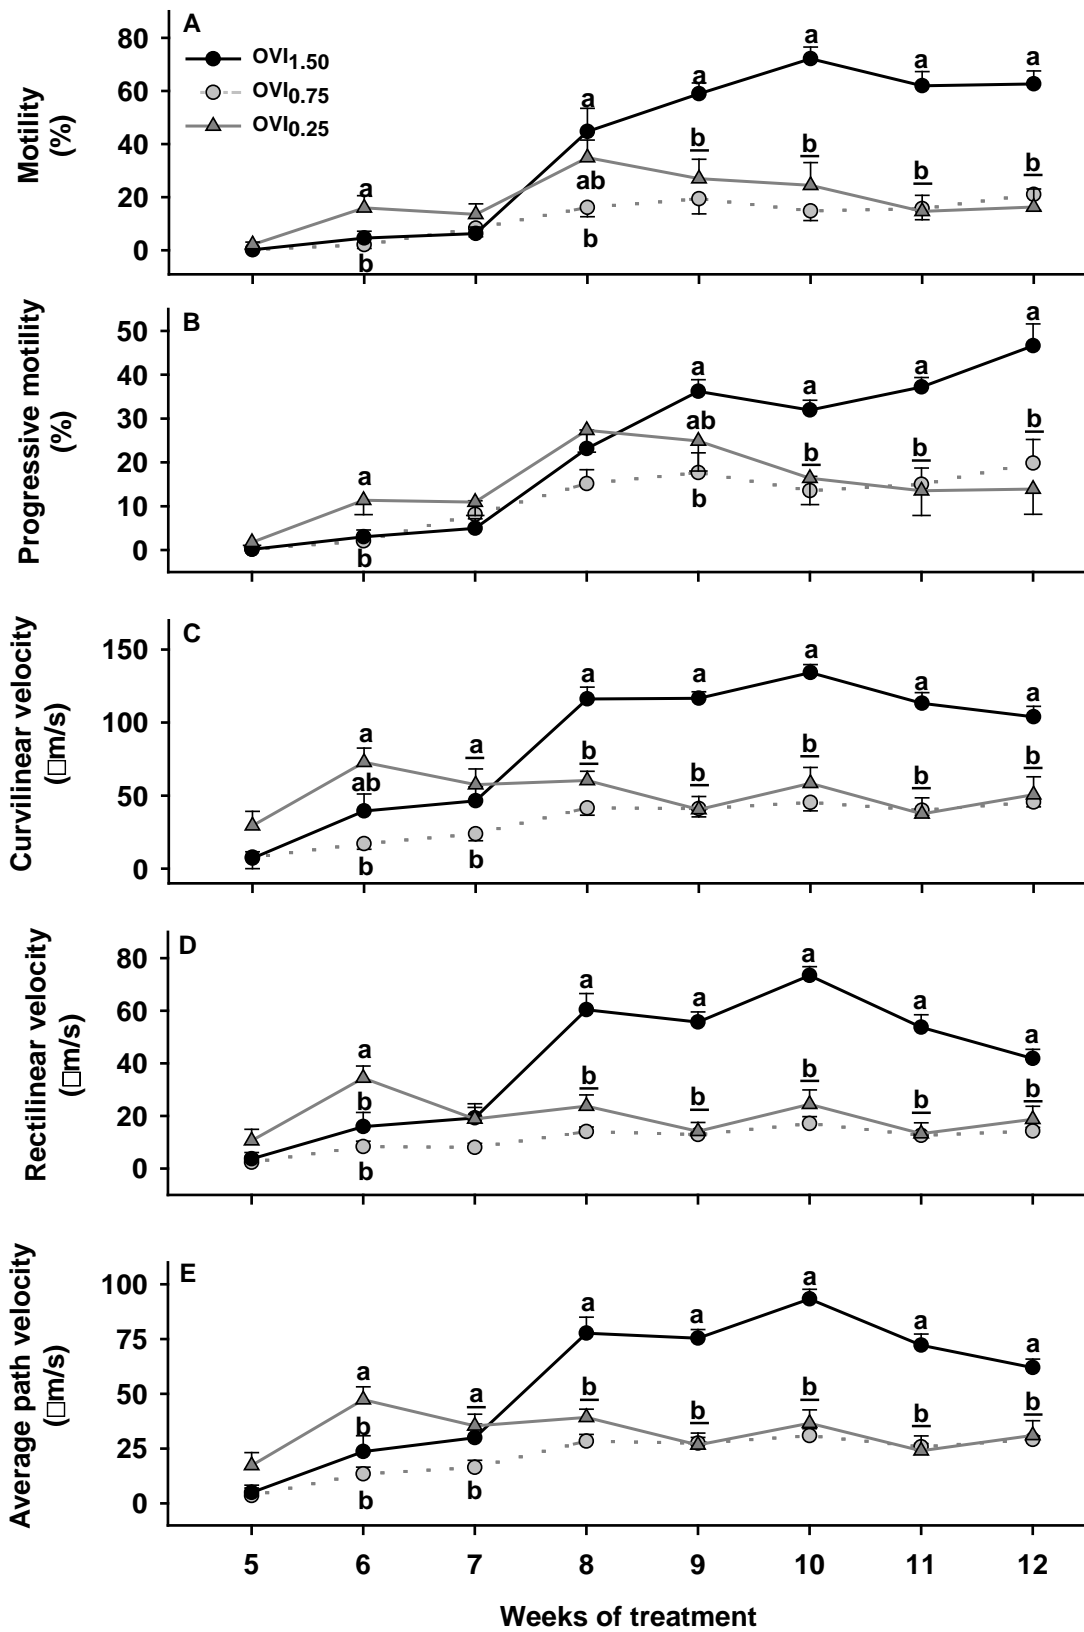 A
OVI1.50
OVI0.75
OVI0.25
Motility
(%)
80
60
40
20
0
a a a a a a
b b b b
ab
b b
B
Progressive motility
(%)
50
40
30
20
10
0
a a a a a
ab b b b
b b
C
Curvilinear velocity
(□m/s)
150
100
50
0
a a a a a
a a b b b b b
ab
b b
D
Rectilinear velocity
(□m/s)
80
60
40
20
0
a a a a a
a b b b b b
b
b
E
Average path velocity
(□m/s)
100
75
50
25
0
a a a a a
a a b b b b b
b
b b
5 6 7 8 9 10 11 12
Weeks of treatment